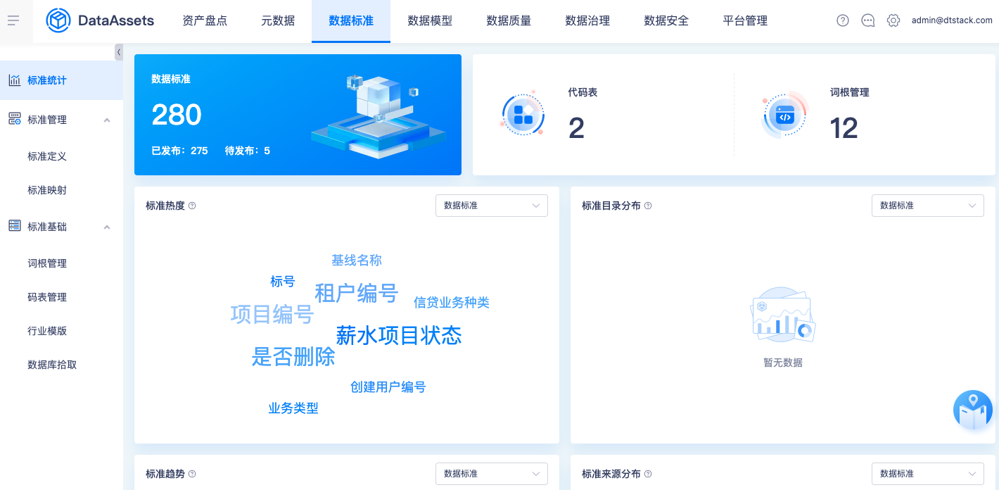 DataAssets 资产盘点 元数据 数据标准 数据模型 数据质量 数据治理 数据安全 平台管理 admin@dtstack.com
标准统计
标准管理
标准定义
标准映射
标准基础
词根管理
码表管理
行业模版
数据库拾取
数据标准
280
已发布：275 待发布：5
代码表
2
词根管理
12
标准热度 数据标准
基线名称
标号
租户编号
信贷业务种类
项目编号
薪水项目状态
是否删除
创建用户编号
业务类型
标准目录分布 数据标准
暂无数据
标准趋势 数据标准
标准来源分布 数据标准